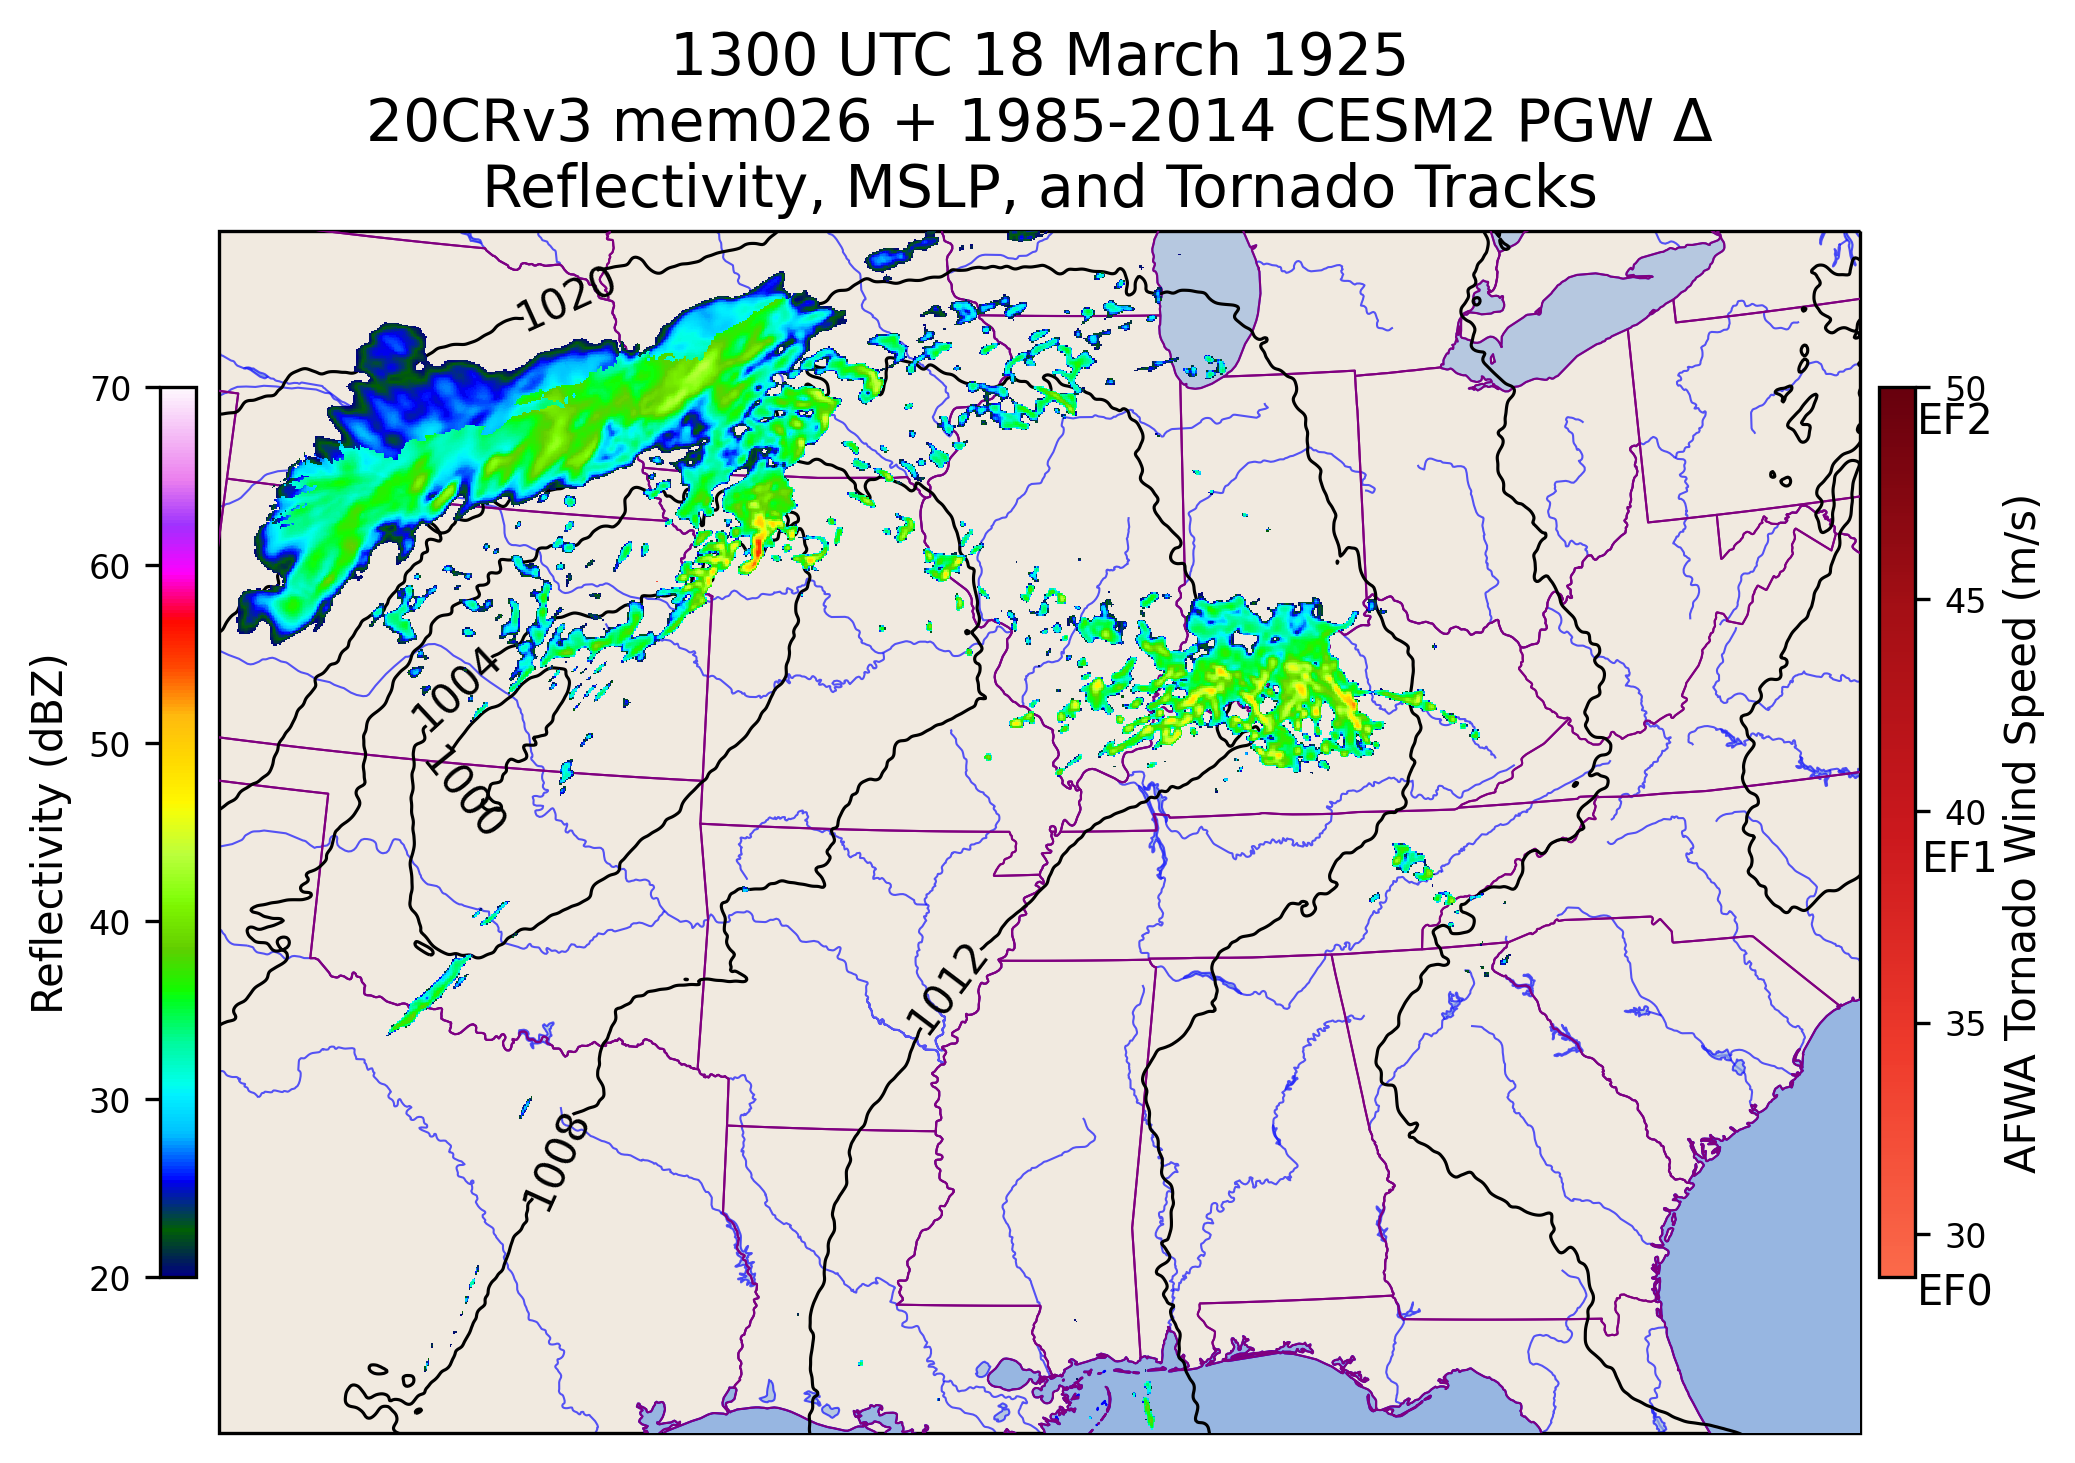 1300 UTC 18 March 1925
20CRv3 mem026 + 1985-2014 CESM2 PGW Δ
Reflectivity, MSLP, and Tornado Tracks
1020
1004
1000
1012
1008
70
60
50
40
30
20
Reflectivity (dBZ)
50
EF2
45
40
EF1
35
30
EF0
AFWA Tornado Wind Speed (m/s)